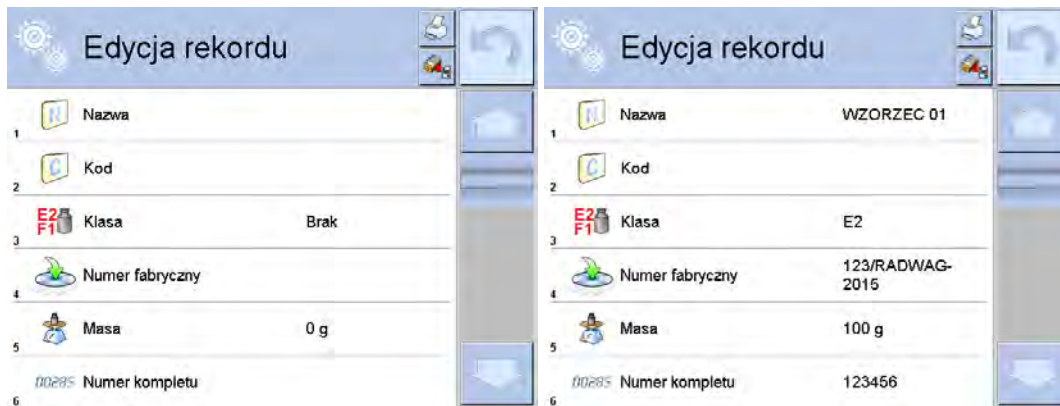 Edycja rekordu
N Nazwa
1
C Kod
2
E2
F1 Klasa Brak
3
Numer fabryczny
4
Masa 0 g
5
00285 Numer kompletu
6
Edycja rekordu
N Nazwa WZORZEC 01
1
C Kod
2
E2
F1 Klasa E2
3
Numer fabryczny 123/RADWAG-
2015
4
Masa 100 g
5
00285 Numer kompletu 123456
6